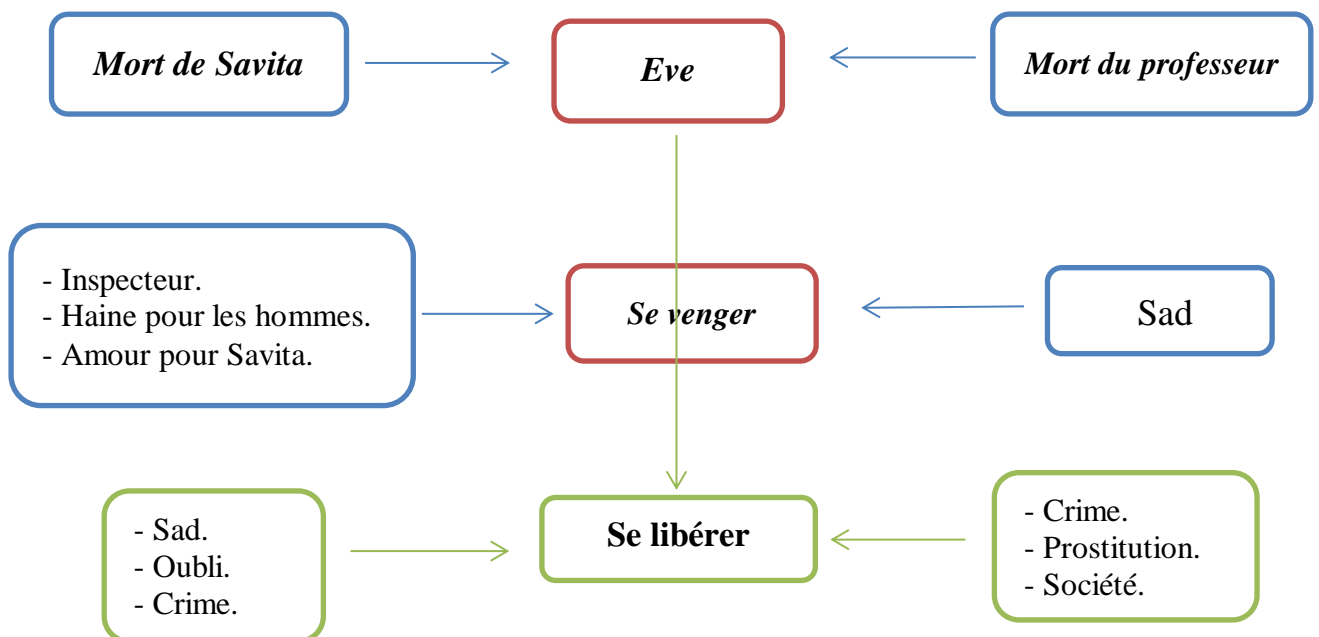 Mort de Savita
Eve
Mort du professeur
- Inspecteur.
- Haine pour les hommes.
- Amour pour Savita.
Se venger
Sad
- Sad.
- Oubli.
- Crime.
Se libérer
- Crime.
- Prostitution.
- Société.